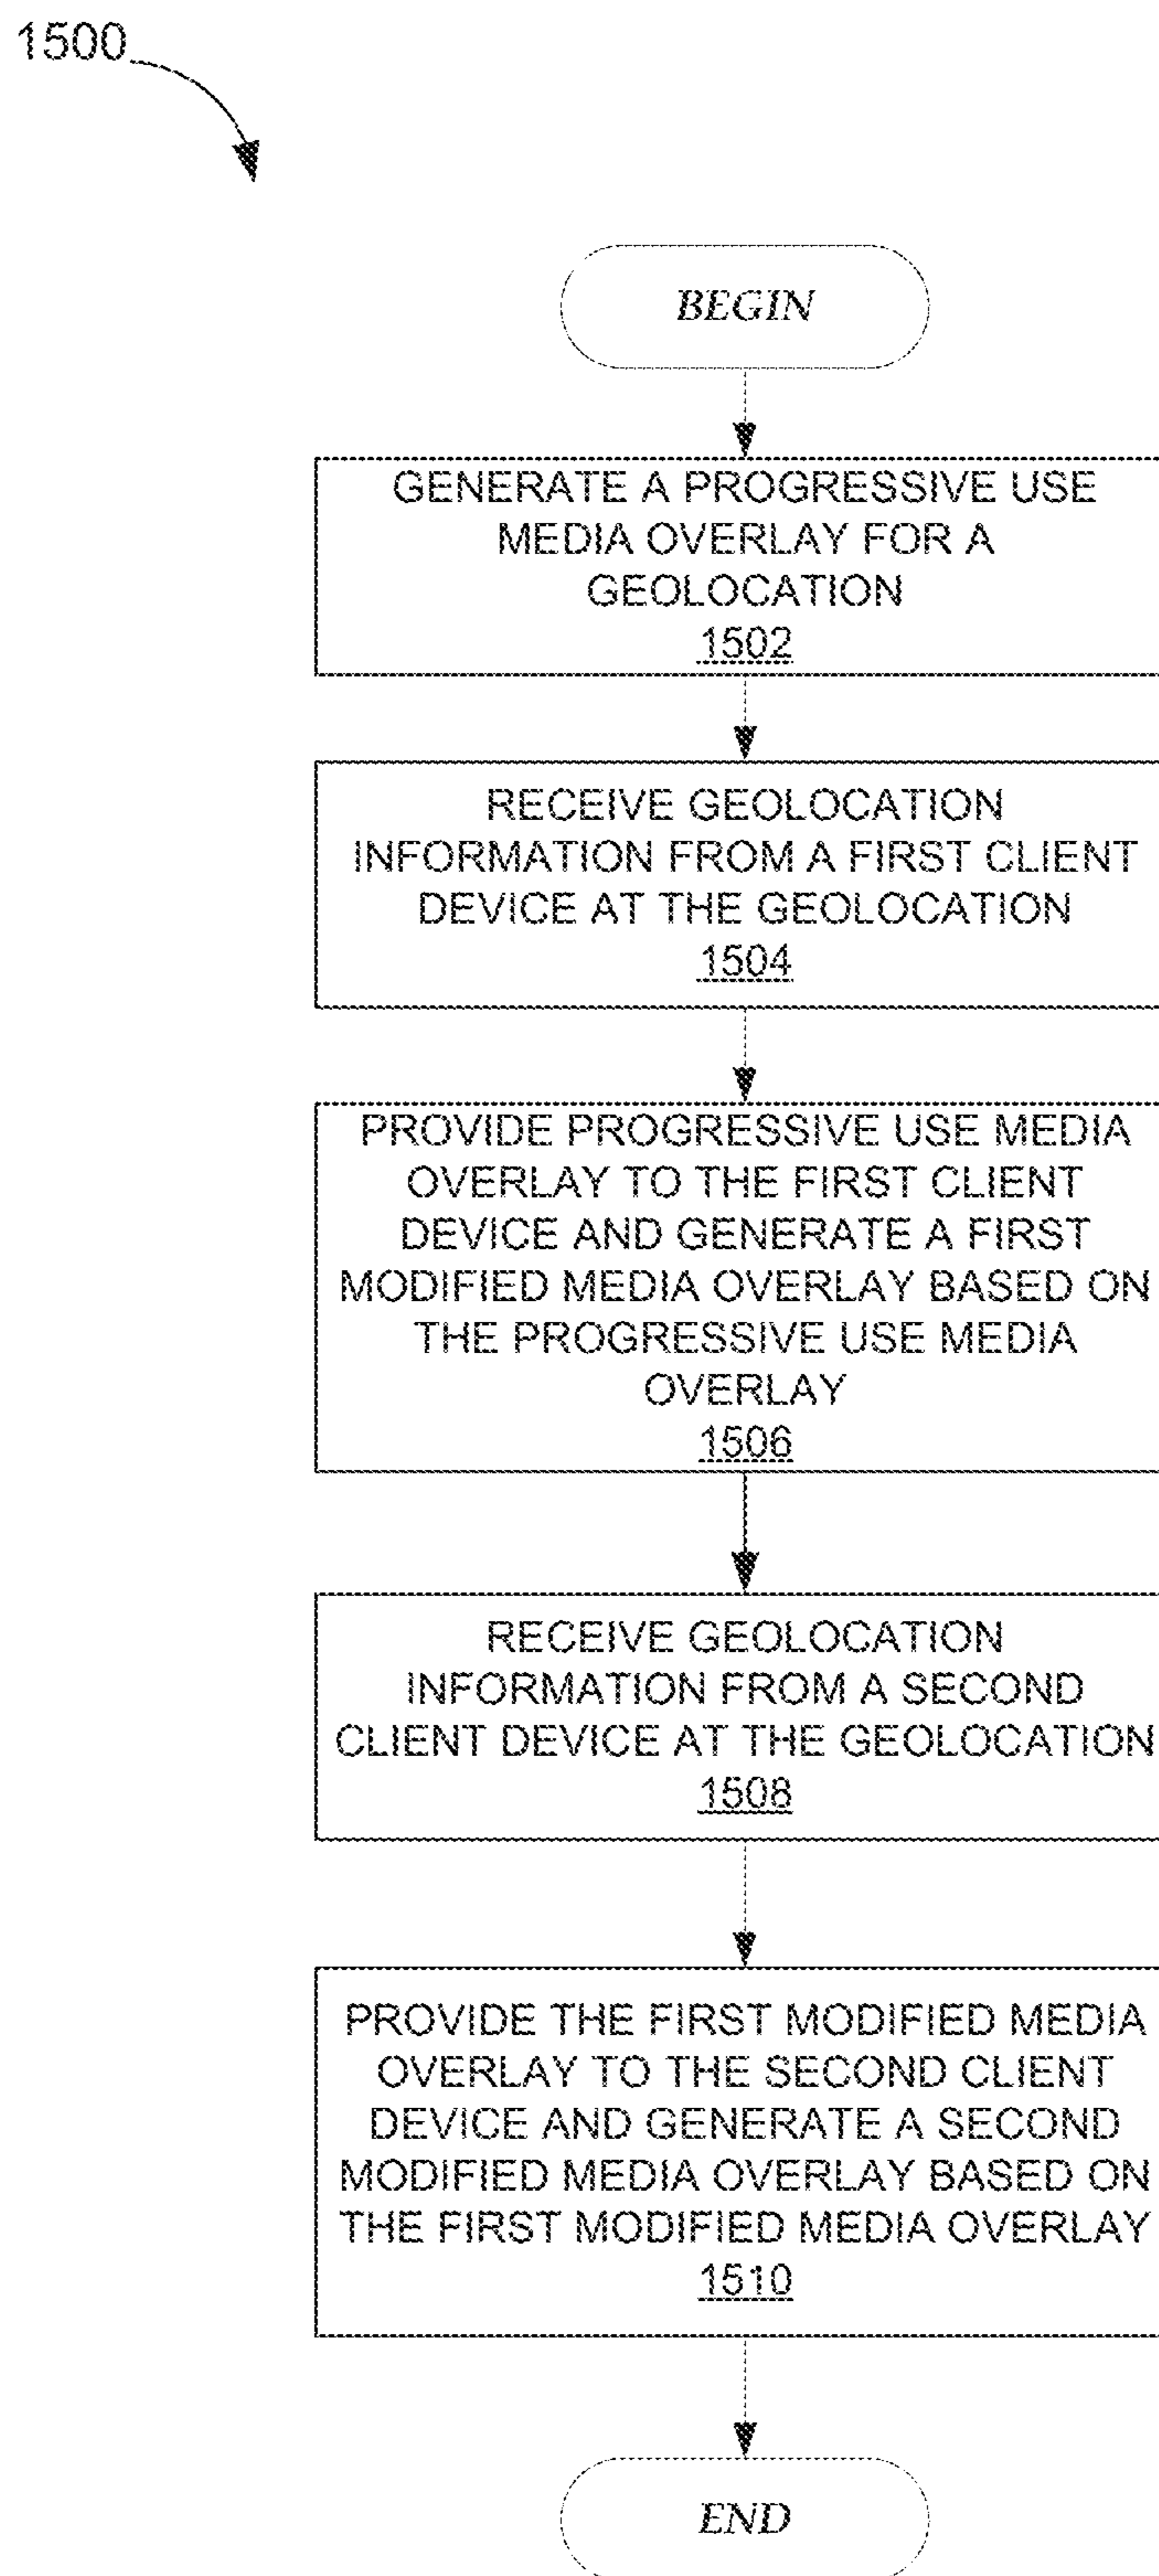 1500
BEGIN
GENERATE A PROGRESSIVE USE
MEDIA OVERLAY FOR A
GEOLOCATION
1502
RECEIVE GEOLOCATION
INFORMATION FROM A FIRST CLIENT
DEVICE AT THE GEOLOCATION
1504
PROVIDE PROGRESSIVE USE MEDIA
OVERLAY TO THE FIRST CLIENT
DEVICE AND GENERATE A FIRST
MODIFIED MEDIA OVERLAY BASED ON
THE PROGRESSIVE USE MEDIA
OVERLAY
1506
RECEIVE GEOLOCATION
INFORMATION FROM A SECOND
CLIENT DEVICE AT THE GEOLOCATION
1508
PROVIDE THE FIRST MODIFIED MEDIA
OVERLAY TO THE SECOND CLIENT
DEVICE AND GENERATE A SECOND
MODIFIED MEDIA OVERLAY BASED ON
THE FIRST MODIFIED MEDIA OVERLAY
1510
END